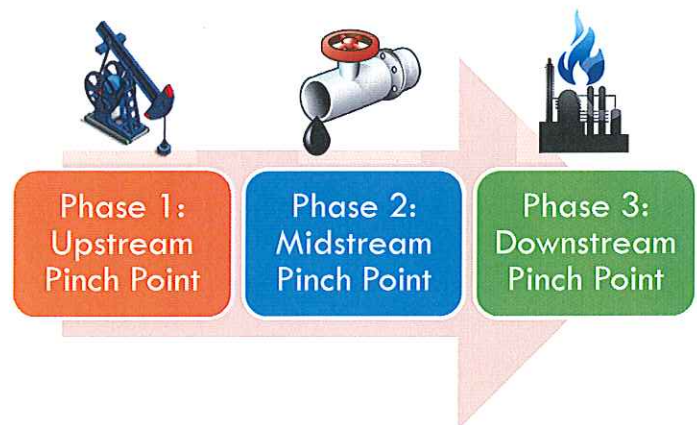 Phase 1:
Upstream
Pinch Point
Phase 2:
Midstream
Pinch Point
Phase 3:
Downstream
Pinch Point